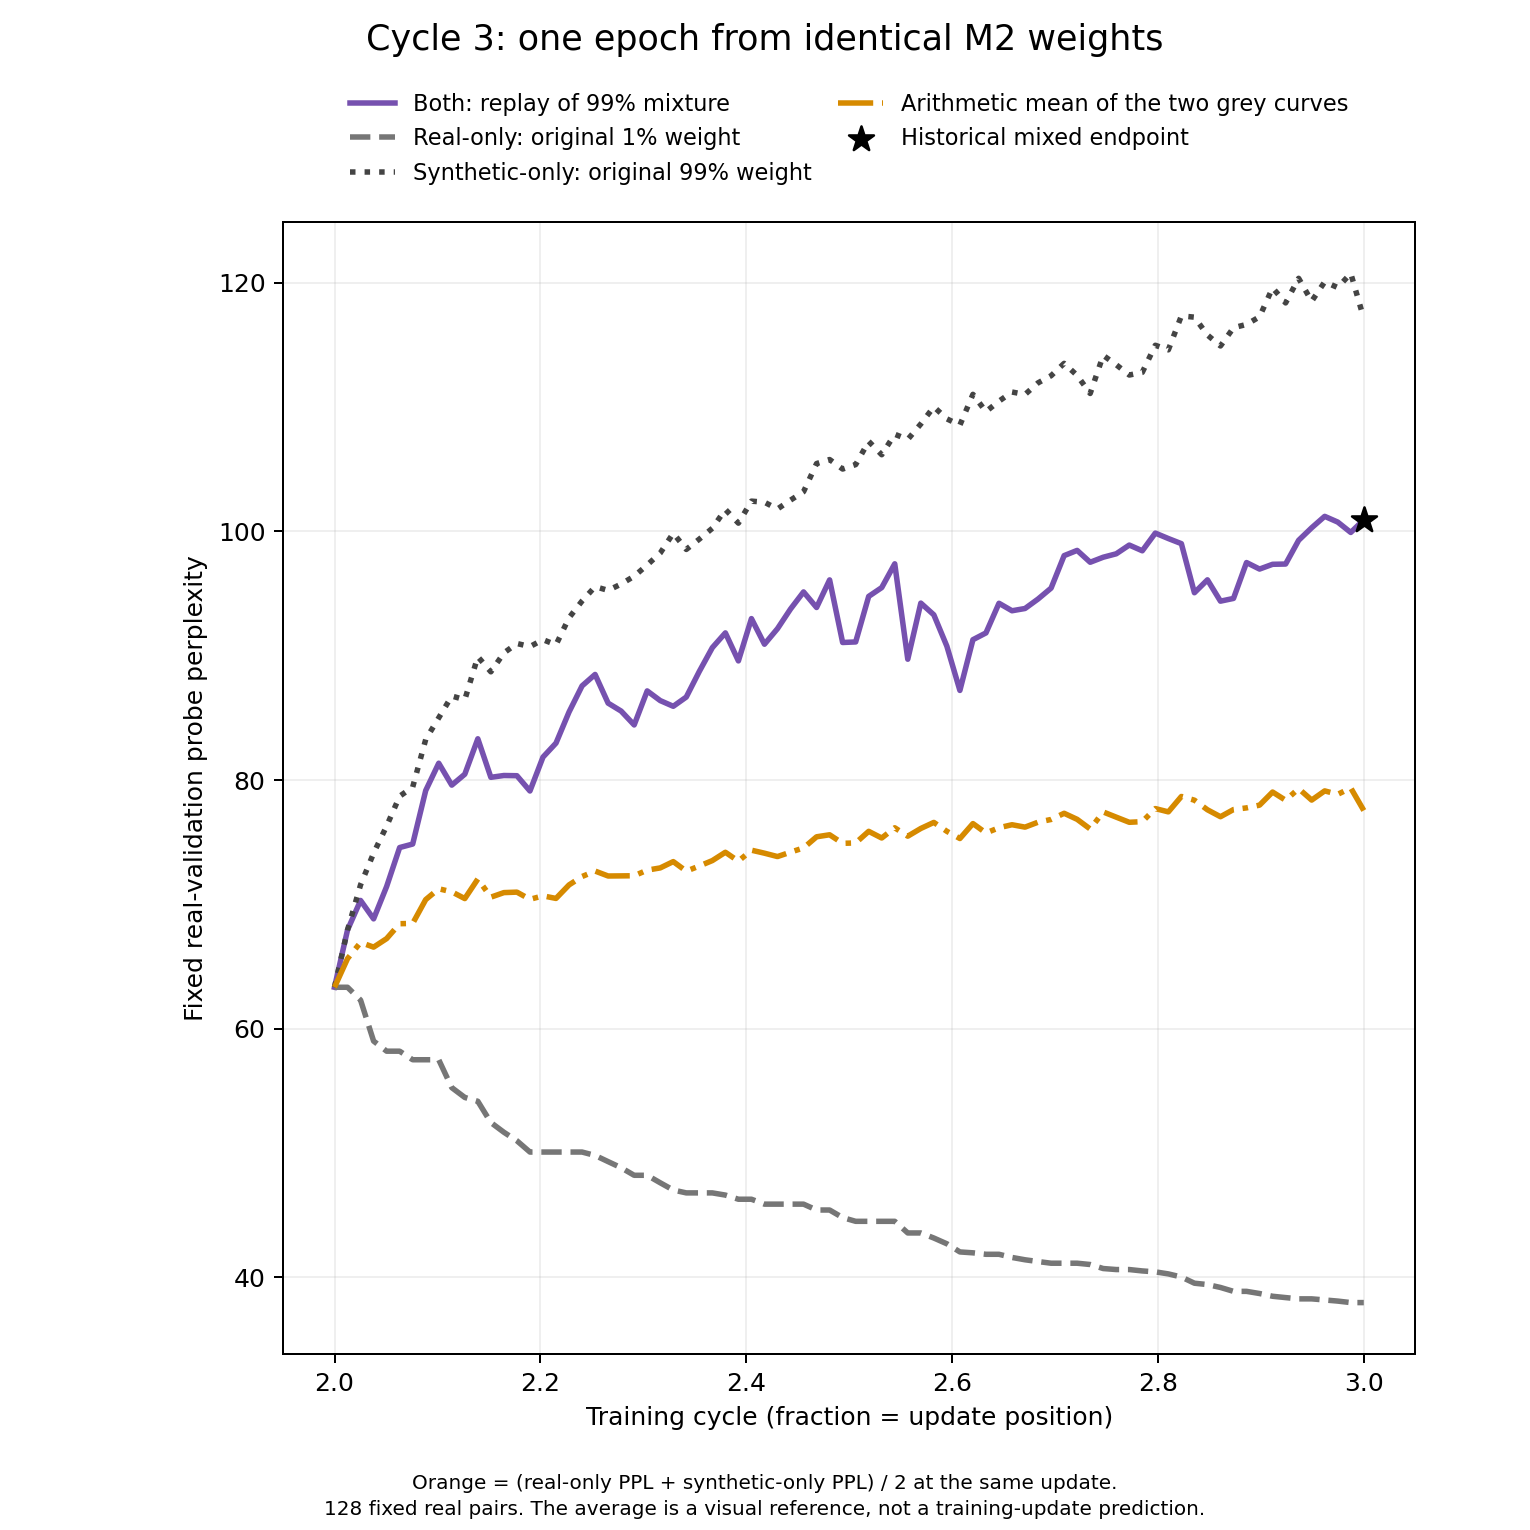 Cycle 3: one epoch from identical M2 weights
Both: replay of 99% mixture
Real-only: original 1% weight
Synthetic-only: original 99% weight
Arithmetic mean of the two grey curves
Historical mixed endpoint
Fixed real-validation probe perplexity
120
100
80
60
40
2.0 2.2 2.4 2.6 2.8 3.0
Training cycle (fraction = update position)
Orange = (real-only PPL + synthetic-only PPL) / 2 at the same update.
128 fixed real pairs. The average is a visual reference, not a training-update prediction.